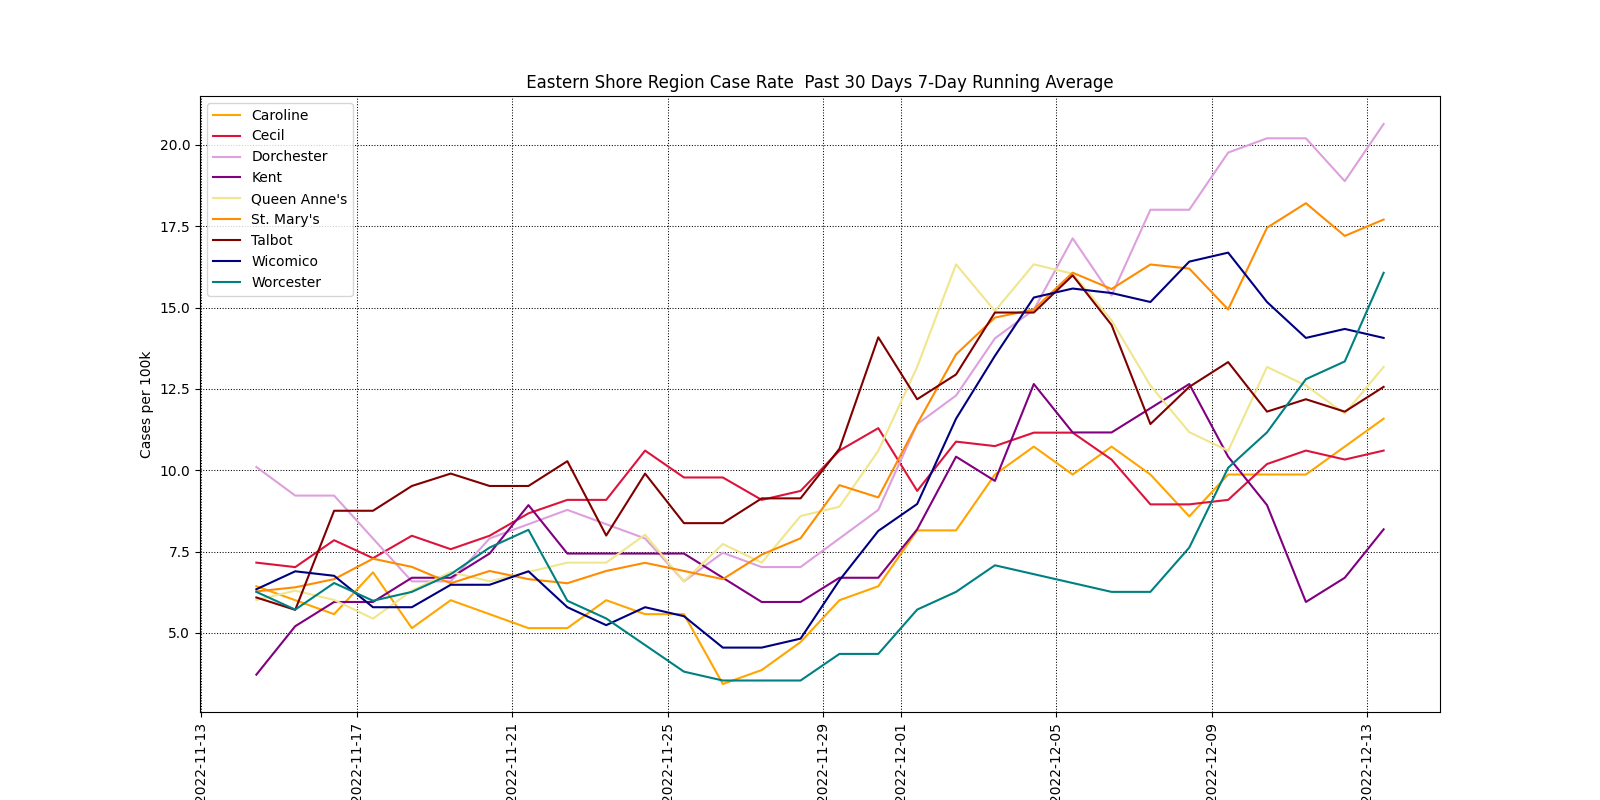 Eastern Shore Region Case Rate  Past 30 Days 7-Day Running Average
Caroline
Cecil
Dorchester
Kent
Queen Anne's
St. Mary's
Talbot
Wicomico
Worcester
Cases per 100k
20.0
17.5
15.0
12.5
10.0
7.5
5.0
2022-11-13
2022-11-17
2022-11-21
2022-11-25
2022-11-29
2022-12-01
2022-12-05
2022-12-09
2022-12-13